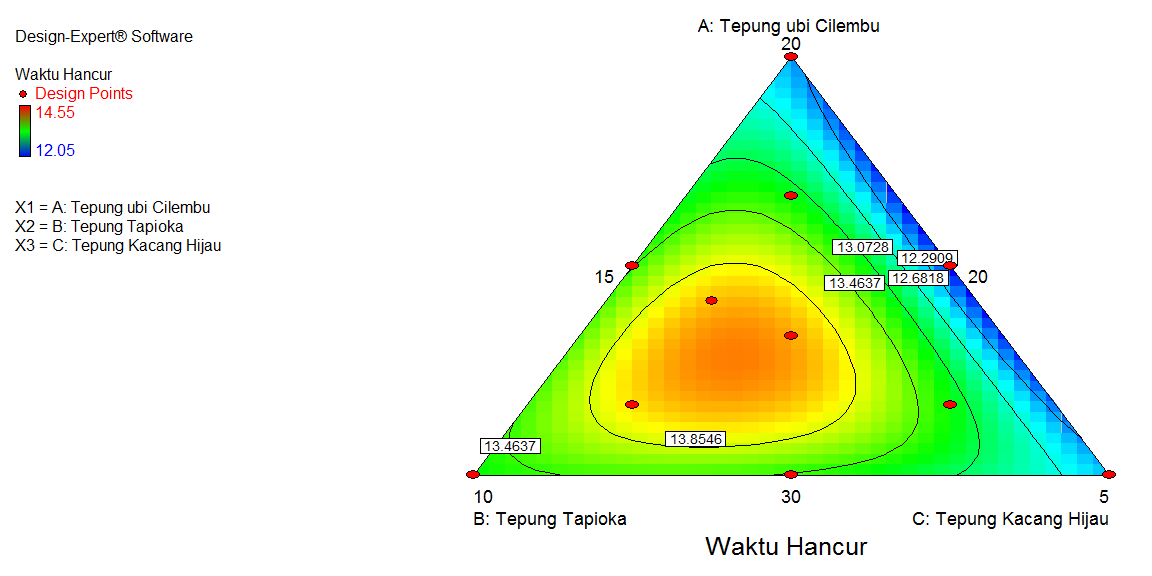 Design-Expert® Software
Waktu Hancur
Design Points
14.55
12.05
X1 = A: Tepung ubi Cilembu
X2 = B: Tepung Tapioka
X3 = C: Tepung Kacang Hijau
A: Tepung ubi Cilembu
20
13.0728
12.2909
15
13.4637
12.6818
20
13.4637
13.8546
10
30
5
B: Tepung Tapioka
C: Tepung Kacang Hijau
Waktu Hancur